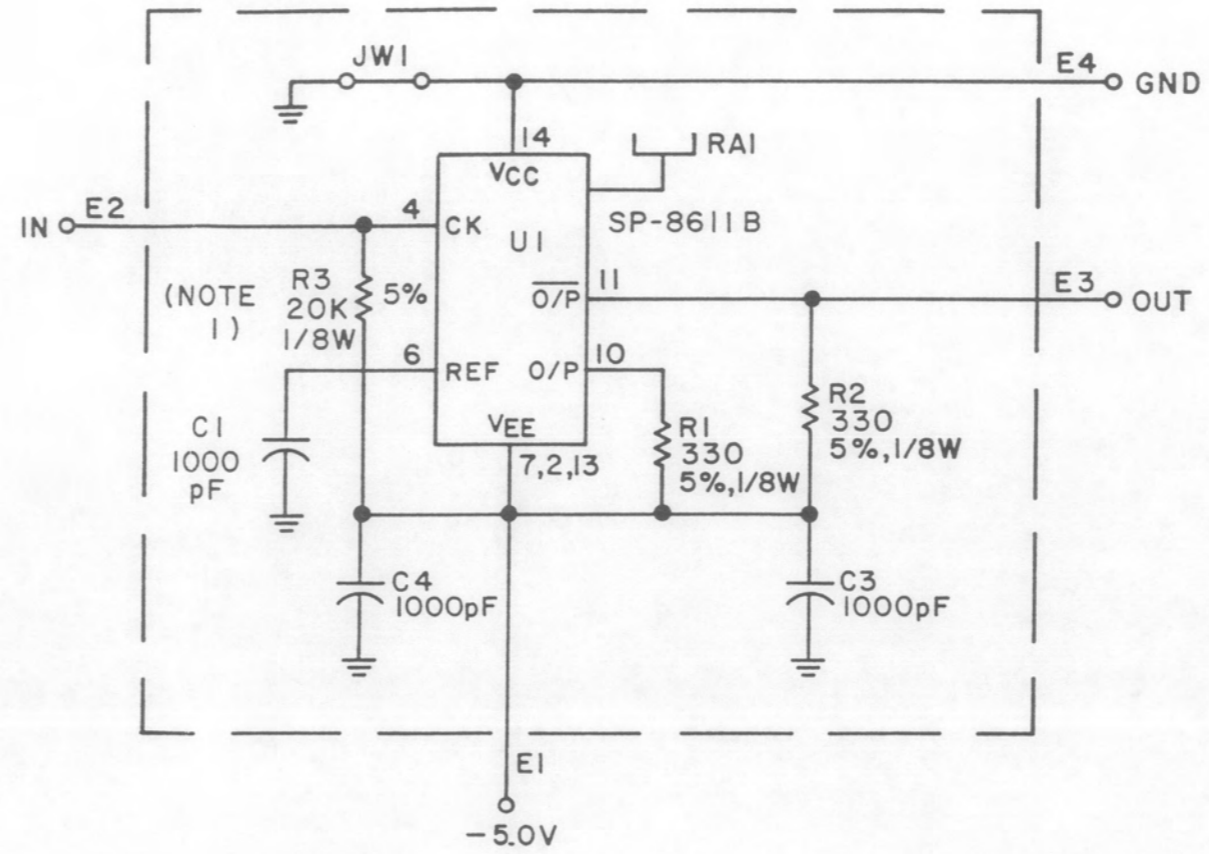 JW1
E4
GND
14
RA1
VCC
IN
E2
4
CK
U1
SP-8611B
R3
20K
1/8W
5%
(NOTE
1)
O/P
11
E3
OUT
6
REF
O/P
10
R2
330
5%,1/8W
C1
1000
pF
VEE
7,2,13
R1
330
5%,1/8W
C4
1000pF
C3
1000pF
E1
-5.0V